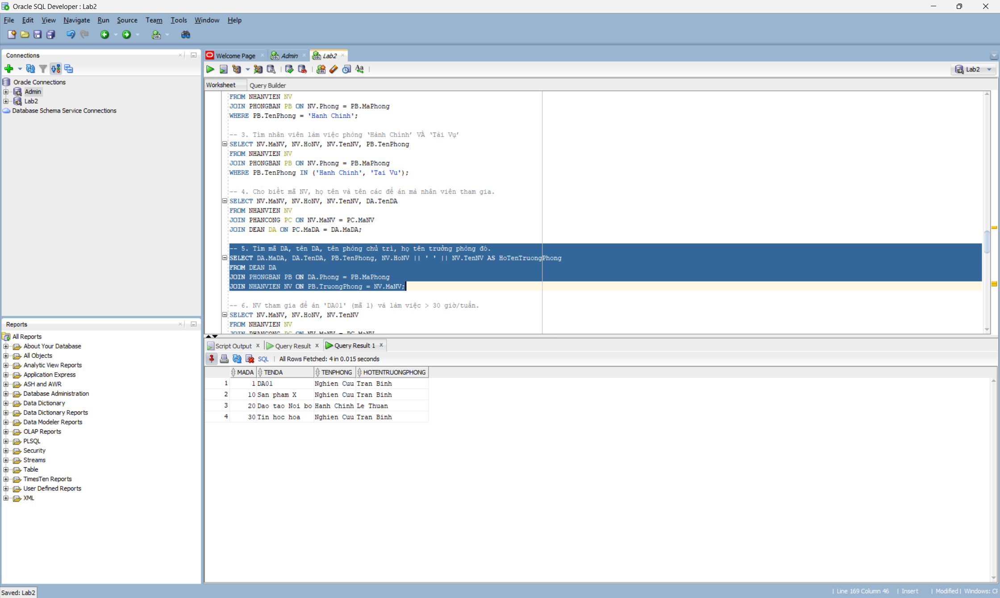 Oracle SQL Developer : Lab2
File Edit View Navigate Run Source Team Tools Window Help
Connections
Oracle Connections
Admin
Lab2
Database Schema Service Connections
Reports
All Reports
About Your Database
All Objects
Analytic View Reports
Application Express
ASH and AWR
Database Administration
Data Dictionary
Data Dictionary Reports
Data Modeler Reports
OLAP Reports
PLSQL
Security
Streams
Table
TimesTen Reports
User Defined Reports
XML
Welcome Page Admin Lab2
Lab2
Worksheet Query Builder
FROM NHANVIEN NV
JOIN PHONGBAN PB ON NV.Phong = PB.MaPhong
WHERE PB.TenPhong = 'Hanh Chinh';
-- 3. Tìm nhân viên làm việc phòng ‘Hành Chính’ VÀ ‘Tài Vụ’
SELECT NV.MaNV, NV.HoNV, NV.TenNV, PB.TenPhong
FROM NHANVIEN NV
JOIN PHONGBAN PB ON NV.Phong = PB.MaPhong
WHERE PB.TenPhong IN ('Hanh Chinh', 'Tai Vu');
-- 4. Cho biết mã NV, họ tên và tên các đề án mà nhân viên tham gia.
SELECT NV.MaNV, NV.HoNV, NV.TenNV, DA.TenDA
FROM NHANVIEN NV
JOIN PHANCONG PC ON NV.MaNV = PC.MaNV
JOIN DEAN DA ON PC.MaDA = DA.MaDA;
-- 5. Tìm mã DA, tên DA, tên phòng chủ trì, họ tên trưởng phòng đó.
SELECT DA.MaDA, DA.TenDA, PB.TenPhong, NV.HoNV || ' ' || NV.TenNV AS HoTenTruongPhong
FROM DEAN DA
JOIN PHONGBAN PB ON DA.Phong = PB.MaPhong
JOIN NHANVIEN NV ON PB.TruongPhong = NV.MaNV;
-- 6. NV tham gia đề án 'DA01' (mã 1) và làm việc > 30 giờ/tuần.
SELECT NV.MaNV, NV.HoNV, NV.TenNV
FROM NHANVIEN NV
JOIN PHANCONG PC ON NV.MaNV = PC.MaNV
Script Output Query Result Query Result 1
SQL All Rows Fetched: 4 in 0.015 seconds
MADA TENDA TENPHONG HOTENTRUONGPHONG
1 1 DA01 Nghien Cuu Tran Binh
2 10 San pham X Nghien Cuu Tran Binh
3 20 Dao tao Noi bo Hanh Chinh Le Thuan
4 30 Tin hoc hoa Nghien Cuu Tran Binh
Saved: Lab2
Line 169 Column 46 Insert Modified Windows: